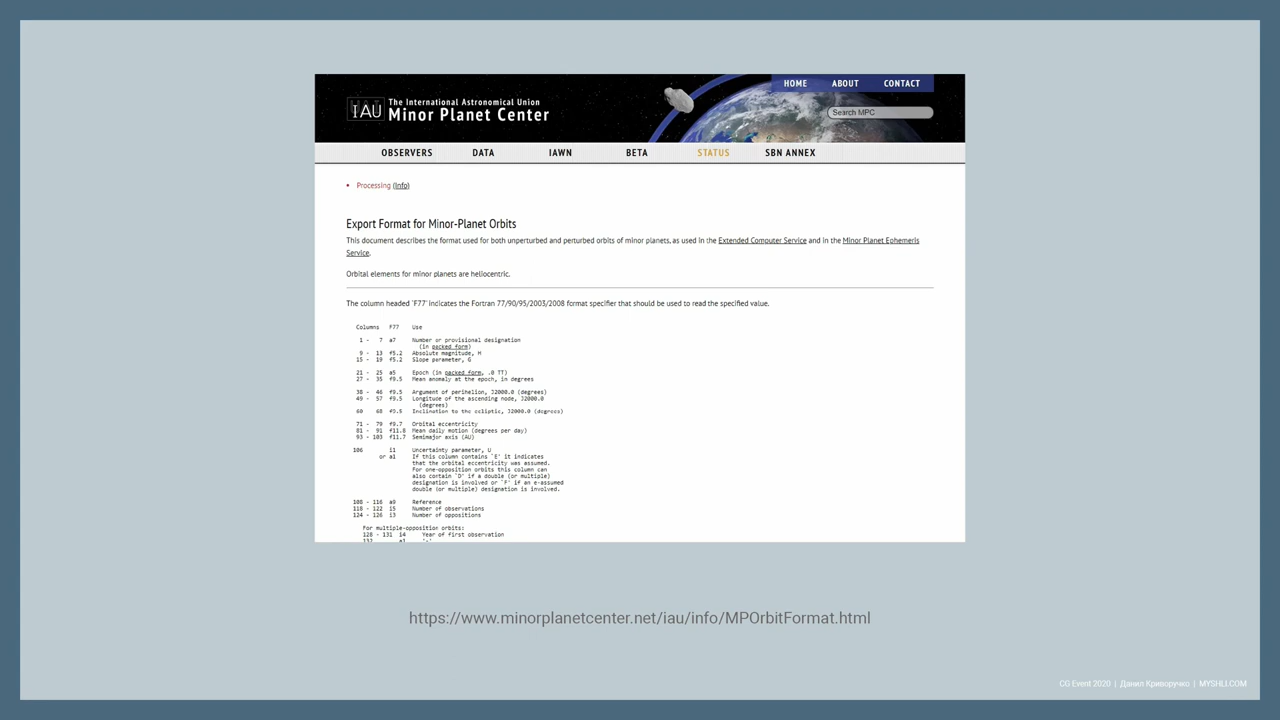 HOME ABOUT CONTACT
IAU The International Astronomical Union
Minor Planet Center
Search MPC
OBSERVERS DATA IAWN BETA STATUS SBN ANNEX
• Processing (Info)
Export Format for Minor-Planet Orbits
This document describes the format used for both unperturbed and perturbed orbits of minor planets, as used in the Extended Computer Service and in the Minor Planet Ephemeris
Service.
Orbital elements for minor planets are heliocentric.
The column headed 'F77' indicates the Fortran 77/90/95/2003/2008 format specifier that should be used to read the specified value.
Columns F77 Use
1 - 7 a7 Number or provisional designation
(in packed form)
9 - 13 f5.2 Absolute magnitude, H
15 - 19 f5.2 Slope parameter, G
21 - 25 a5 Epoch (in packed form, .0 TT)
27 - 35 f9.5 Mean anomaly at the epoch, in degrees
38 - 46 f9.5 Argument of perihelion, J2000.0 (degrees)
49 - 57 f9.5 Longitude of the ascending node, J2000.0
(degrees)
60 - 68 f9.5 Inclination to the ecliptic, J2000.0 (degrees)
71 - 79 f9.7 Orbital eccentricity
81 - 91 f11.8 Mean daily motion (degrees per day)
93 - 103 f11.7 Semimajor axis (AU)
106 i1 Uncertainty parameter, U
or a1 If this column contains `E' it indicates
that the orbital eccentricity was assumed.
For one-opposition orbits this column can
also contain `D' if a double (or multiple)
designation is involved or `F' if an e-assumed
double (or multiple) designation is involved.
108 - 116 a9 Reference
118 - 122 i5 Number of observations
124 - 126 i3 Number of oppositions
For multiple-opposition orbits:
128 - 131 i4 Year of first observation
132 a1 '-'
https://www.minorplanetcenter.net/iau/info/MPOrbitFormat.html
CG Event 2020 | Данил Криворучко | MYSHLI.COM